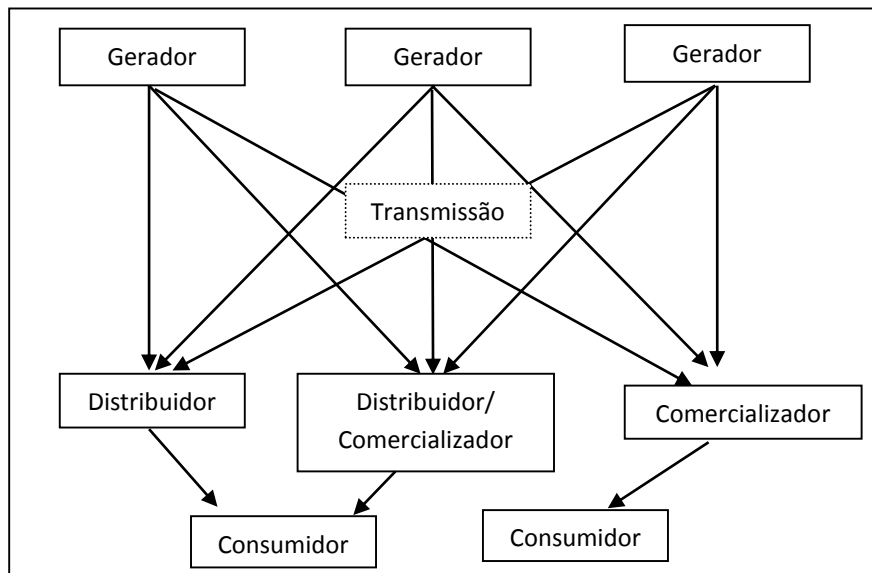 Gerador
Gerador
Gerador
Transmissão
Distribuidor
Distribuidor/
Comercializador
Comercializador
Consumidor
Consumidor